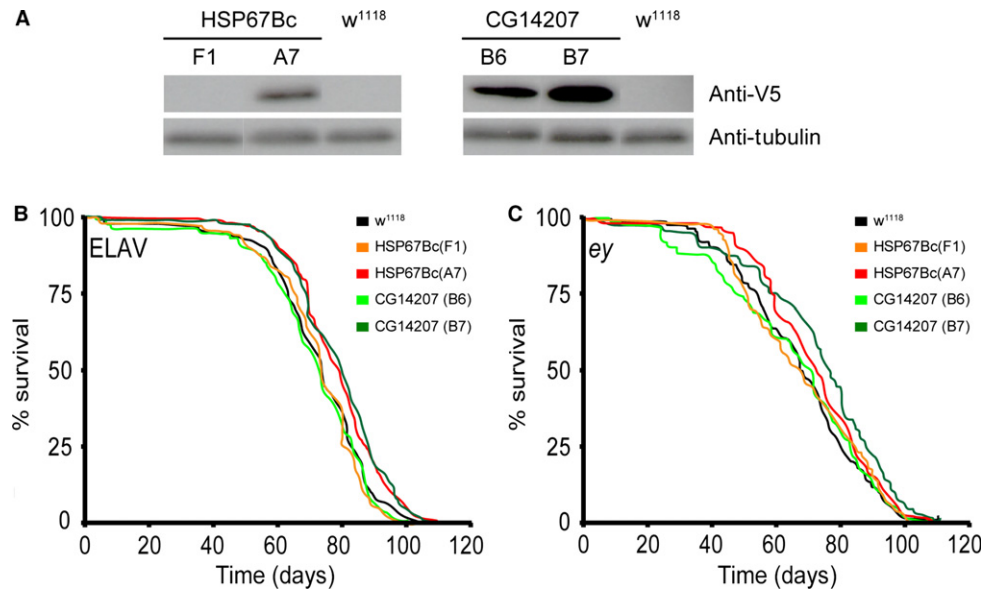 A
HSP67Bc w¹¹¹⁸ CG14207 w¹¹¹⁸
F1 A7 B6 B7
Anti-V5
Anti-tubulin
B
% survival
100
75
50
25
0
ELAV
w¹¹¹⁸
HSP67Bc(F1)
HSP67Bc(A7)
CG14207 (B6)
CG14207 (B7)
0 20 40 60 80 100 120
Time (days)
C
% survival
100
75
50
25
0
ey
w¹¹¹⁸
HSP67Bc(F1)
HSP67Bc(A7)
CG14207 (B6)
CG14207 (B7)
0 20 40 60 80 100 120
Time (days)